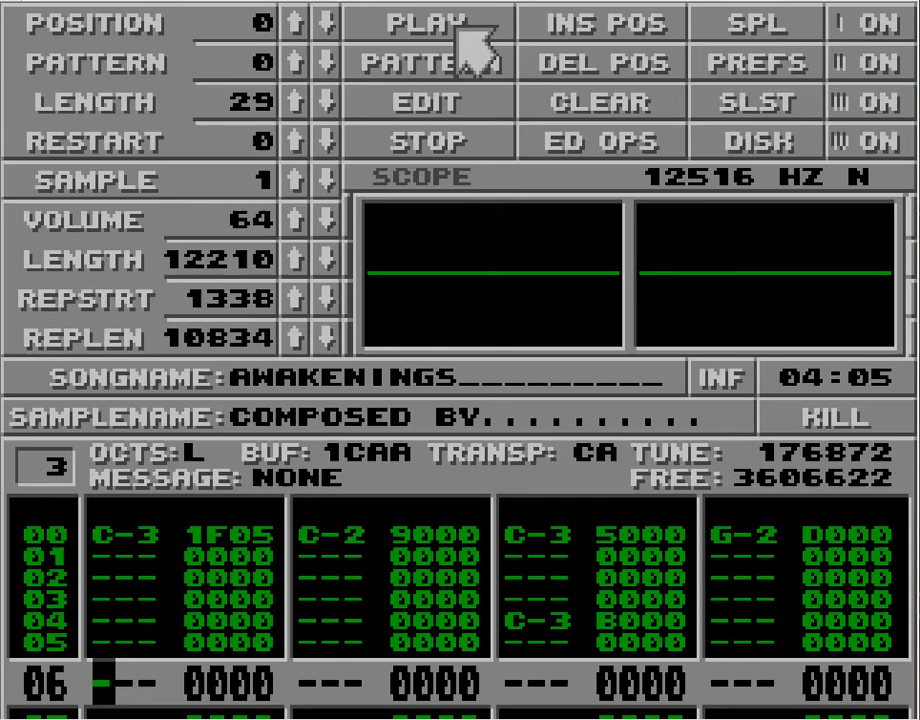 POSITION 0 PLAY INS POS SPL I ON
PATTERN 0 DEL POS PREFS II ON
LENGTH 29 EDIT CLEAR SLST III ON
RESTART 0 STOP ED OPS DISK IV ON
SAMPLE 1 SCOPE 12516 HZ N
VOLUME 64
LENGTH 12210
REPSTRT 1338
REPLEN 10834
SONGNAME:AWAKENINGS_________ INF 04:05
SAMPLENAME:COMPOSED BY.......... KILL
3 OCTS:L BUF: 1CAA TRANSP: CA TUNE: 176872
MESSAGE: NONE FREE: 3606622
00 C-3 1F05 C-2 9000 C-3 5000 G-2 D000
01 --- 0000 --- 0000 --- 0000 --- 0000
02 --- 0000 --- 0000 --- 0000 --- 0000
03 --- 0000 --- 0000 --- 0000 --- 0000
04 --- 0000 --- 0000 C-3 B000 --- 0000
05 --- 0000 --- 0000 --- 0000 --- 0000
06 --- 0000 --- 0000 --- 0000 --- 0000